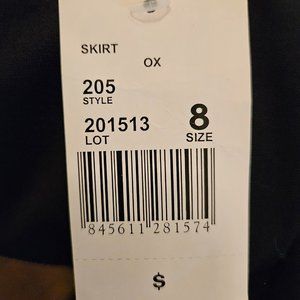 SKIRT
OX
205
STYLE
201513 8
LOT SIZE
845611 281574
$